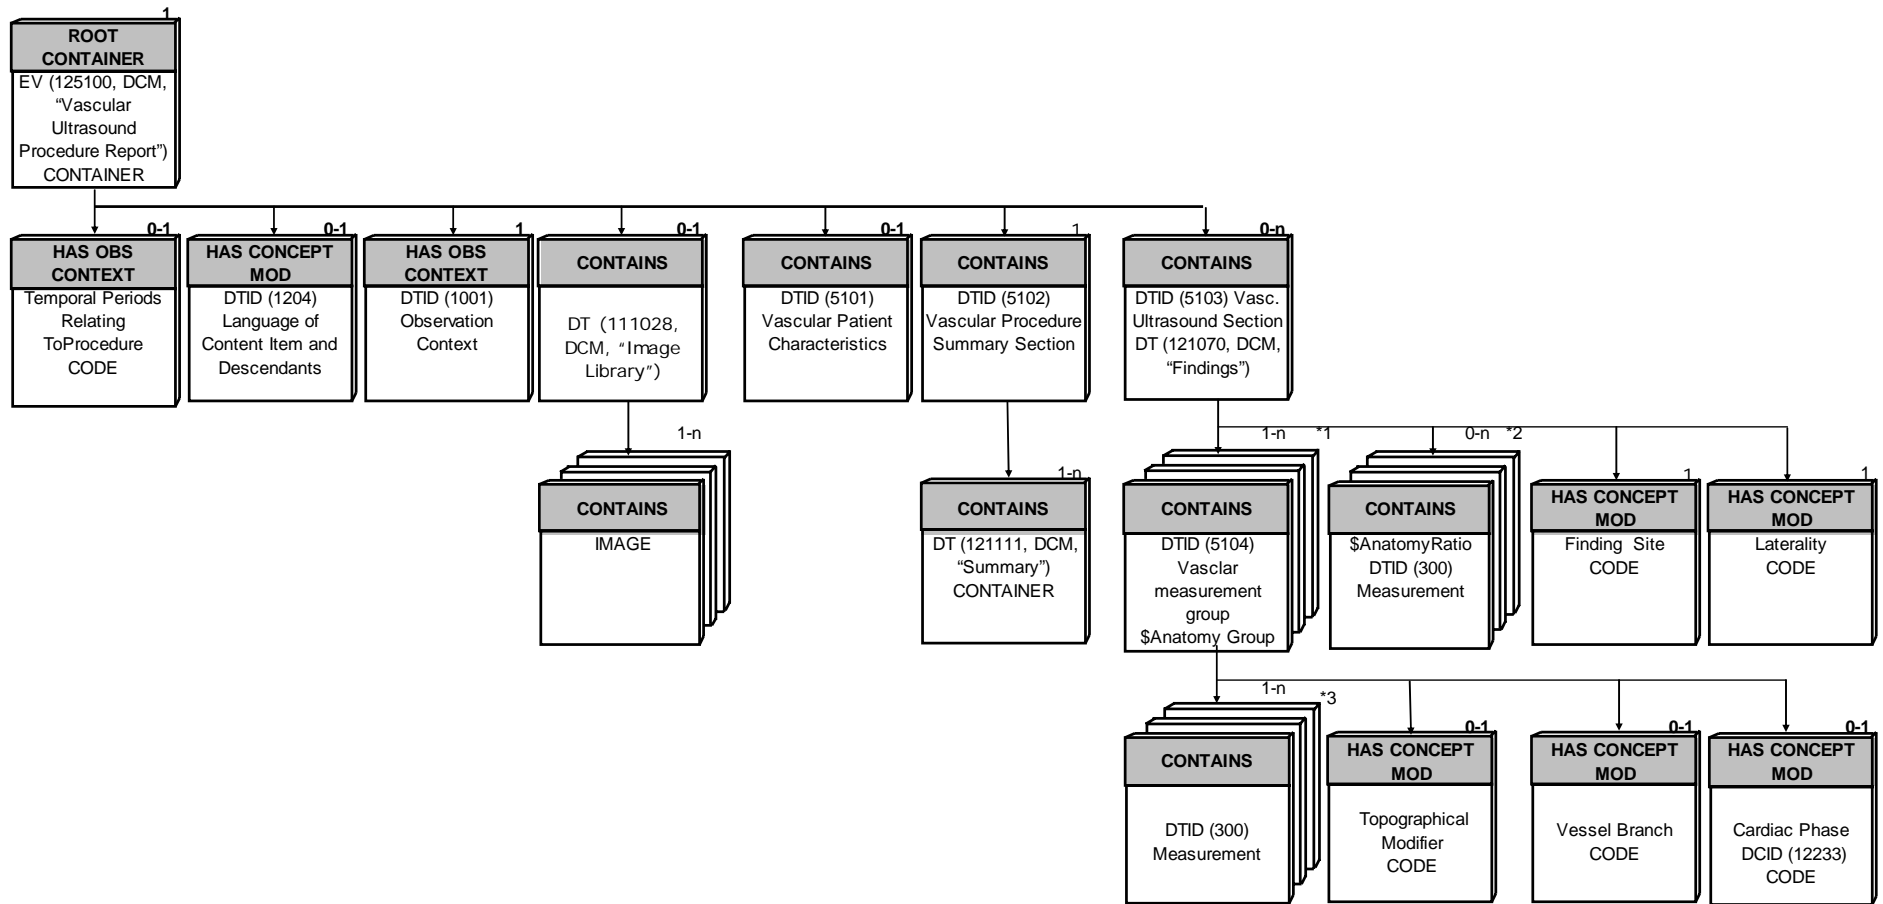 1
ROOT
CONTAINER
EV (125100, DCM,
“Vascular
Ultrasound
Procedure Report”)
CONTAINER
0-1
HAS OBS
CONTEXT
Temporal Periods
Relating
ToProcedure
CODE
0-1
HAS CONCEPT
MOD
DTID (1204)
Language of
Content Item and
Descendants
1
HAS OBS
CONTEXT
DTID (1001)
Observation
Context
0-1
CONTAINS
DT (111028,
DCM, “Image
Library”)
0-1
CONTAINS
DTID (5101)
Vascular Patient
Characteristics
1
CONTAINS
DTID (5102)
Vascular Procedure
Summary Section
0-n
CONTAINS
DTID (5103) Vasc.
Ultrasound Section
DT (121070, DCM,
“Findings”)
1-n
CONTAINS
IMAGE
1-n
CONTAINS
DT (121111, DCM,
“Summary”)
CONTAINER
1-n *1
CONTAINS
DTID (5104)
Vasclar
measurement
group
$Anatomy Group
0-n *2
CONTAINS
$AnatomyRatio
DTID (300)
Measurement
1
HAS CONCEPT
MOD
Finding Site
CODE
1
HAS CONCEPT
MOD
Laterality
CODE
1-n *3
CONTAINS
DTID (300)
Measurement
0-1
HAS CONCEPT
MOD
Topographical
Modifier
CODE
0-1
HAS CONCEPT
MOD
Vessel Branch
CODE
0-1
HAS CONCEPT
MOD
Cardiac Phase
DCID (12233)
CODE